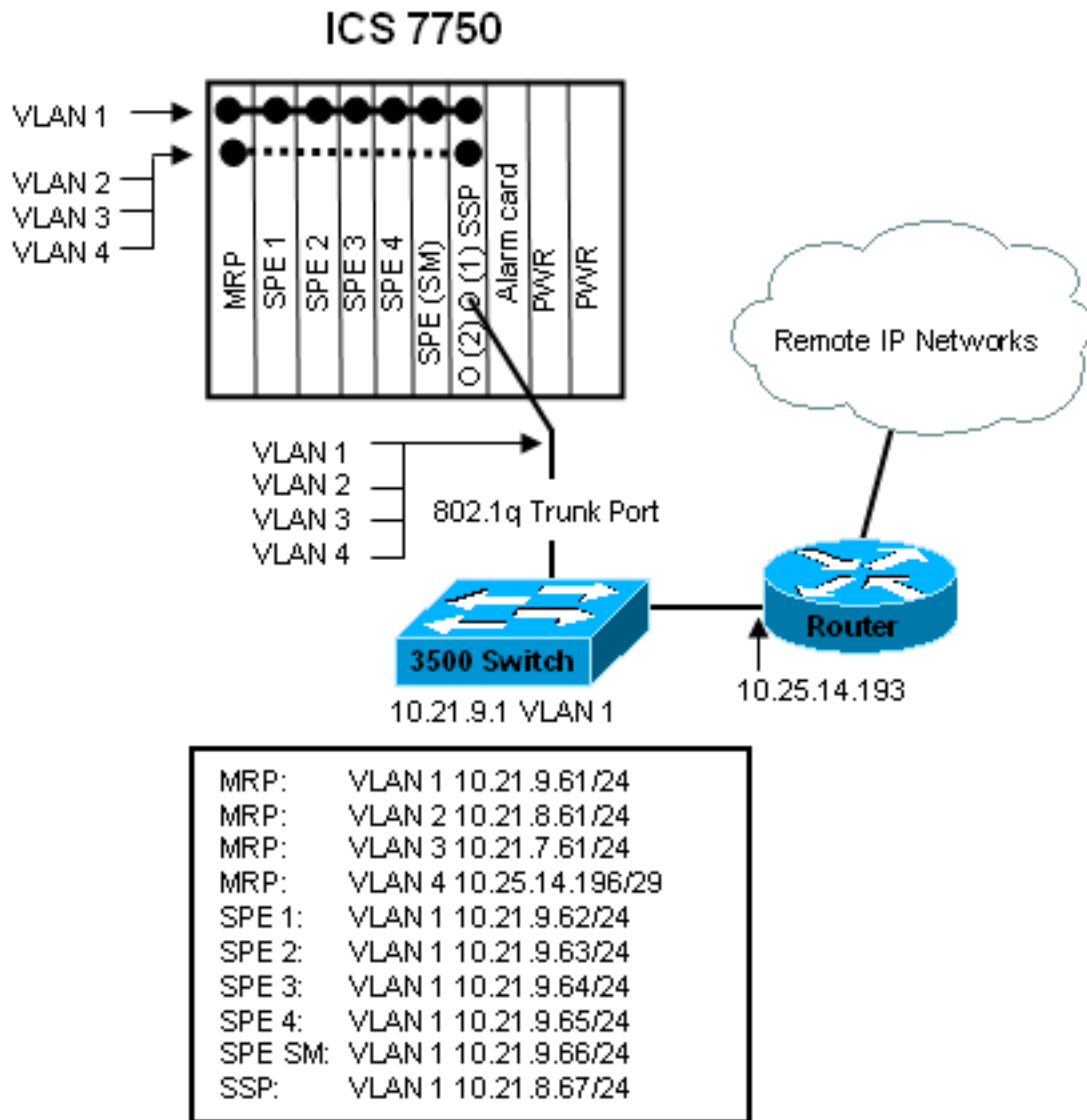 ICS 7750
VLAN 1
VLAN 2
VLAN 3
VLAN 4
MRP
SPE 1
SPE 2
SPE 3
SPE 4
SPE (SM)
O (2) O (1) SSP
Alarm card
PWR
PWR
Remote IP Networks
VLAN 1
VLAN 2
VLAN 3
VLAN 4
802.1q Trunk Port
3500 Switch
Router
10.21.9.1 VLAN 1
10.25.14.193
MRP: VLAN 1 10.21.9.61/24
MRP: VLAN 2 10.21.8.61/24
MRP: VLAN 3 10.21.7.61/24
MRP: VLAN 4 10.25.14.196/29
SPE 1: VLAN 1 10.21.9.62/24
SPE 2: VLAN 1 10.21.9.63/24
SPE 3: VLAN 1 10.21.9.64/24
SPE 4: VLAN 1 10.21.9.65/24
SPE SM: VLAN 1 10.21.9.66/24
SSP: VLAN 1 10.21.8.67/24